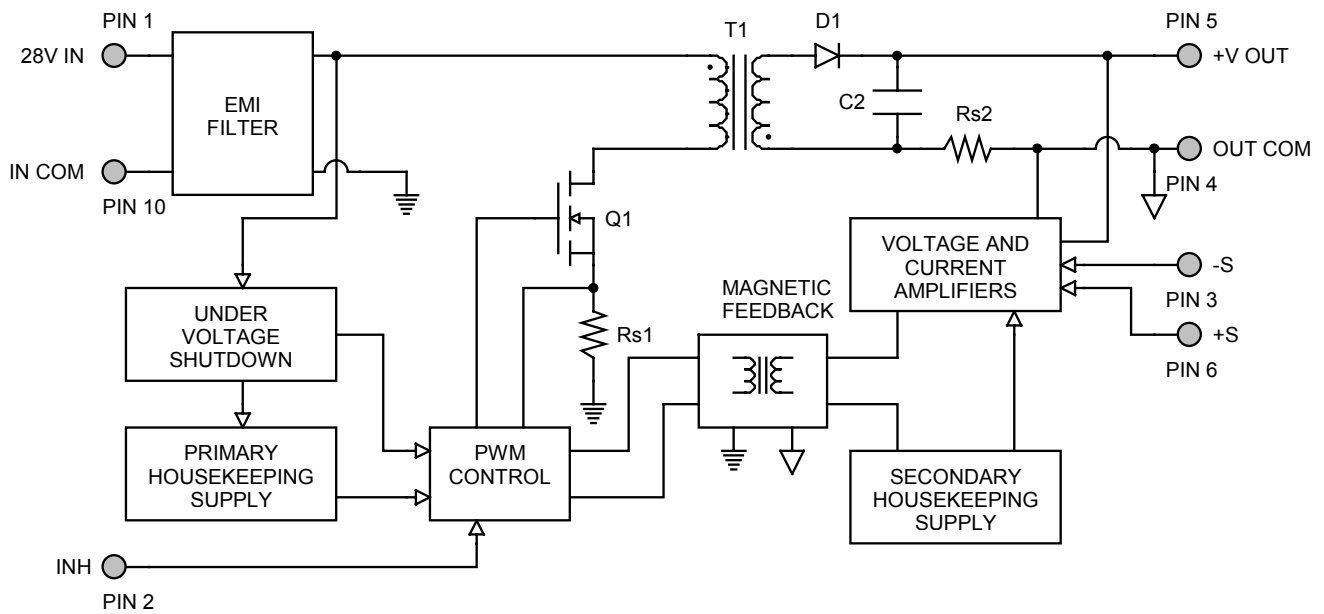 PIN 1
28V IN
EMI
FILTER
IN COM
PIN 10
T1
D1
PIN 5
+V OUT
C2
Rs2
OUT COM
PIN 4
Q1
VOLTAGE AND
CURRENT
AMPLIFIERS
-S
PIN 3
+S
PIN 6
UNDER
VOLTAGE
SHUTDOWN
Rs1
MAGNETIC
FEEDBACK
PRIMARY
HOUSEKEEPING
SUPPLY
PWM
CONTROL
SECONDARY
HOUSEKEEPING
SUPPLY
INH
PIN 2